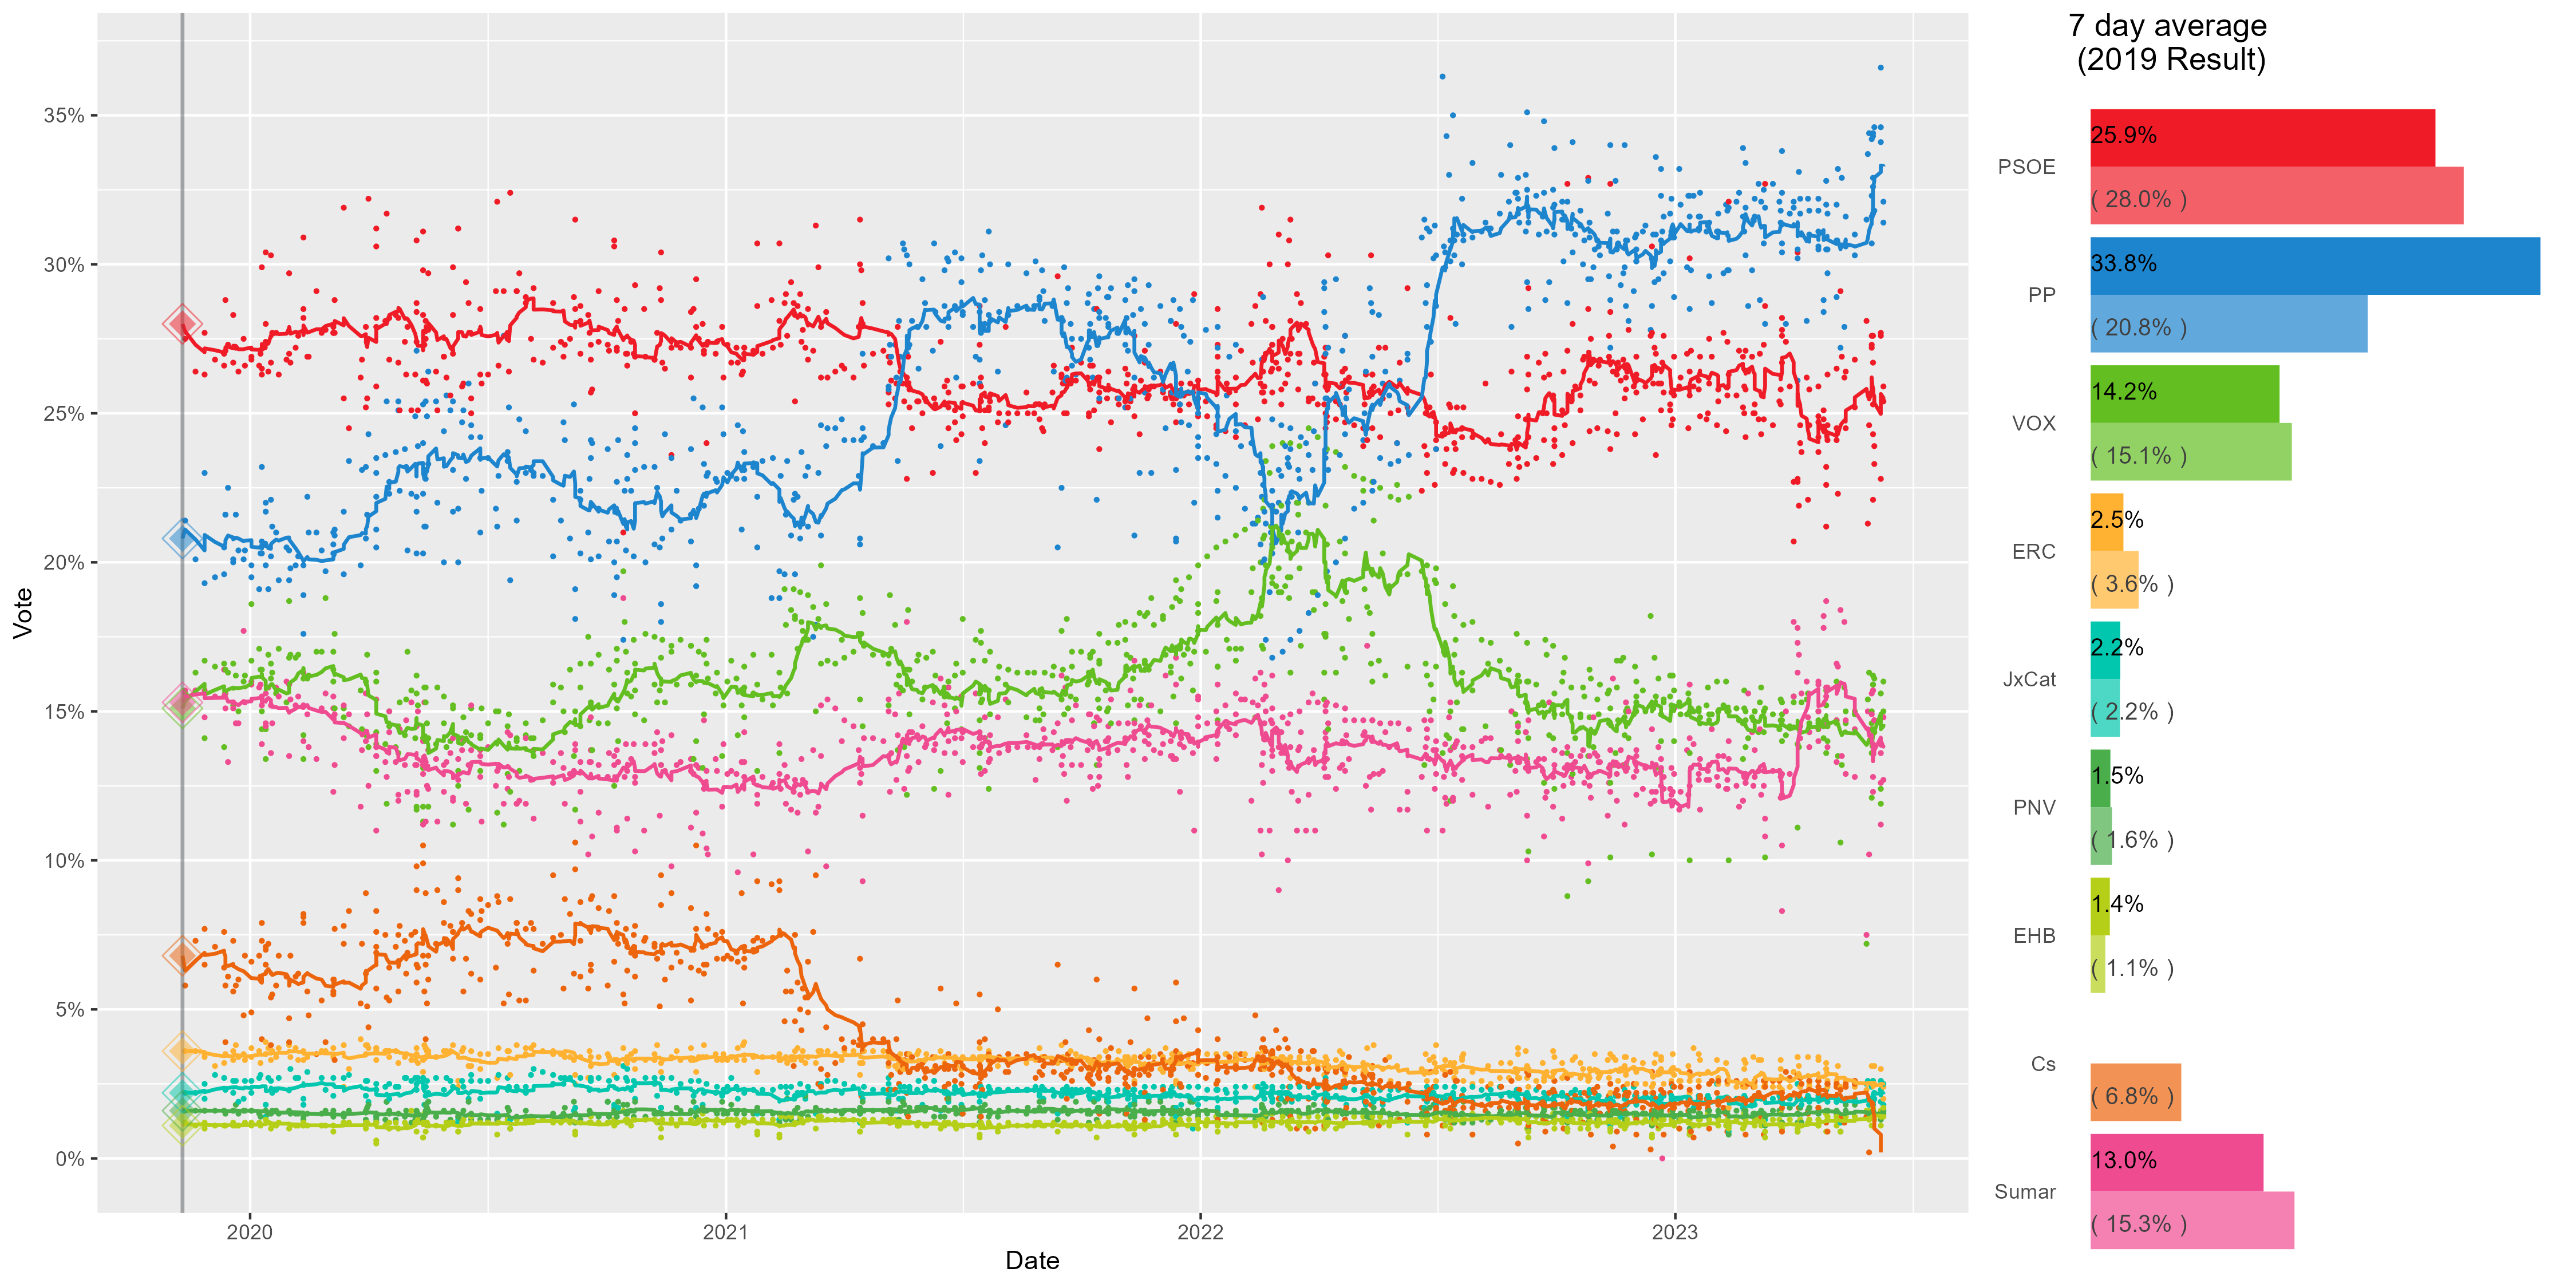 7 day average
(2019 Result)
35%
30%
25%
20%
15%
10%
5%
0%
Vote
2020
2021
2022
2023
Date
PSOE
25.9%
( 28.0% )
PP
33.8%
( 20.8% )
VOX
14.2%
( 15.1% )
ERC
2.5%
( 3.6% )
JxCat
2.2%
( 2.2% )
PNV
1.5%
( 1.6% )
EHB
1.4%
( 1.1% )
Cs
( 6.8% )
Sumar
13.0%
( 15.3% )